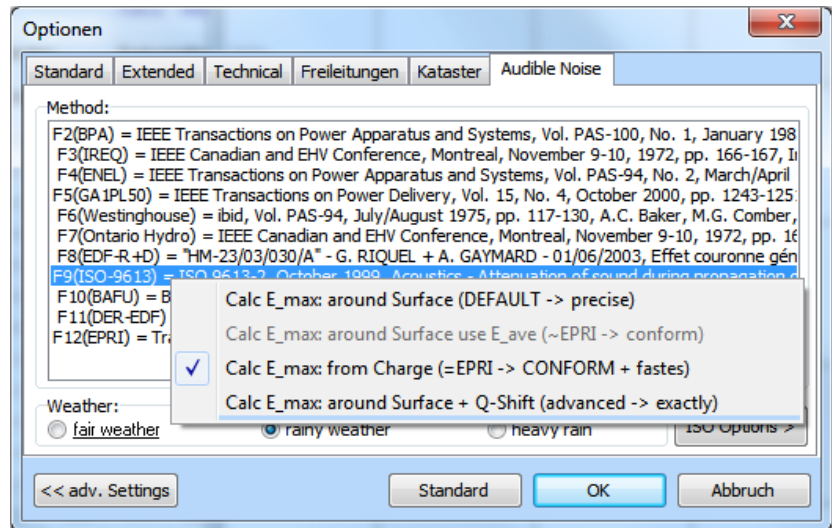 Optionen
Standard Extended Technical Freileitungen Kataster Audible Noise
Method:
F2(BPA) = IEEE Transactions on Power Apparatus and Systems, Vol. PAS-100, No. 1, January 198
F3(IREQ) = IEEE Canadian and EHV Conference, Montreal, November 9-10, 1972, pp. 166-167, I
F4(ENEL) = IEEE Transactions on Power Apparatus and Systems, Vol. PAS-94, No. 2, March/April
F5(GA1PL50) = IEEE Transactions on Power Delivery, Vol. 15, No. 4, October 2000, pp. 1243-125
F6(Westinghouse) = ibid, Vol. PAS-94, July/August 1975, pp. 117-130, A.C. Baker, M.G. Comber,
F7(Ontario Hydro) = IEEE Canadian and EHV Conference, Montreal, November 9-10, 1972, pp. 16
F8(EDF-R+D) = "HM-23/03/030/A" - G. RIQUEL + A. GAYMARD - 01/06/2003, Effet couronne gén
F9(ISO-9613) = ISO 9613-2, October 1999, Acoustics - Attenuation of sound during propagation
F10(BAFU) = B
F11(DER-EDF)
F12(EPRI) = Tr
Calc E_max: around Surface (DEFAULT -> precise)
Calc E_max: around Surface use E_ave (~EPRI -> conform)
Calc E_max: from Charge (=EPRI -> CONFORM + fastes)
Calc E_max: around Surface + Q-Shift (advanced -> exactly)
Weather:
fair weather rainy weather heavy rain ISO Options >
<< adv. Settings Standard OK Abbruch